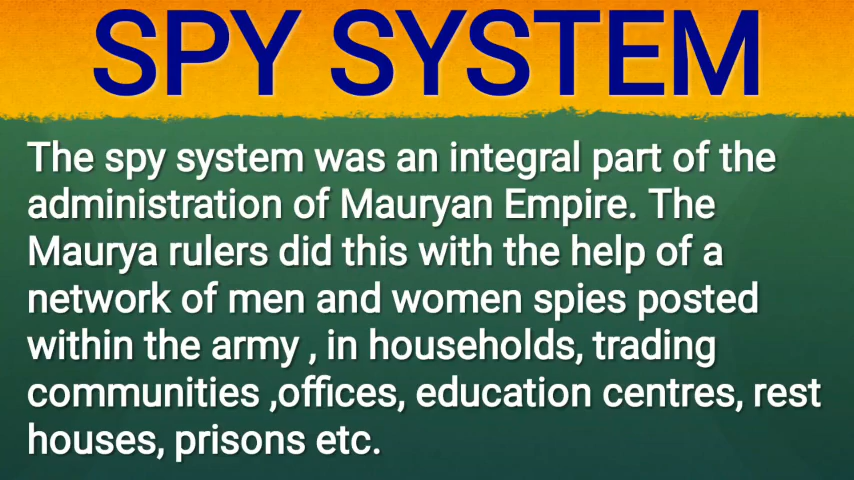 SPY SYSTEM
The spy system was an integral part of the
administration of Mauryan Empire. The
Maurya rulers did this with the help of a
network of men and women spies posted
within the army , in households, trading
communities ,offices, education centres, rest
houses, prisons etc.